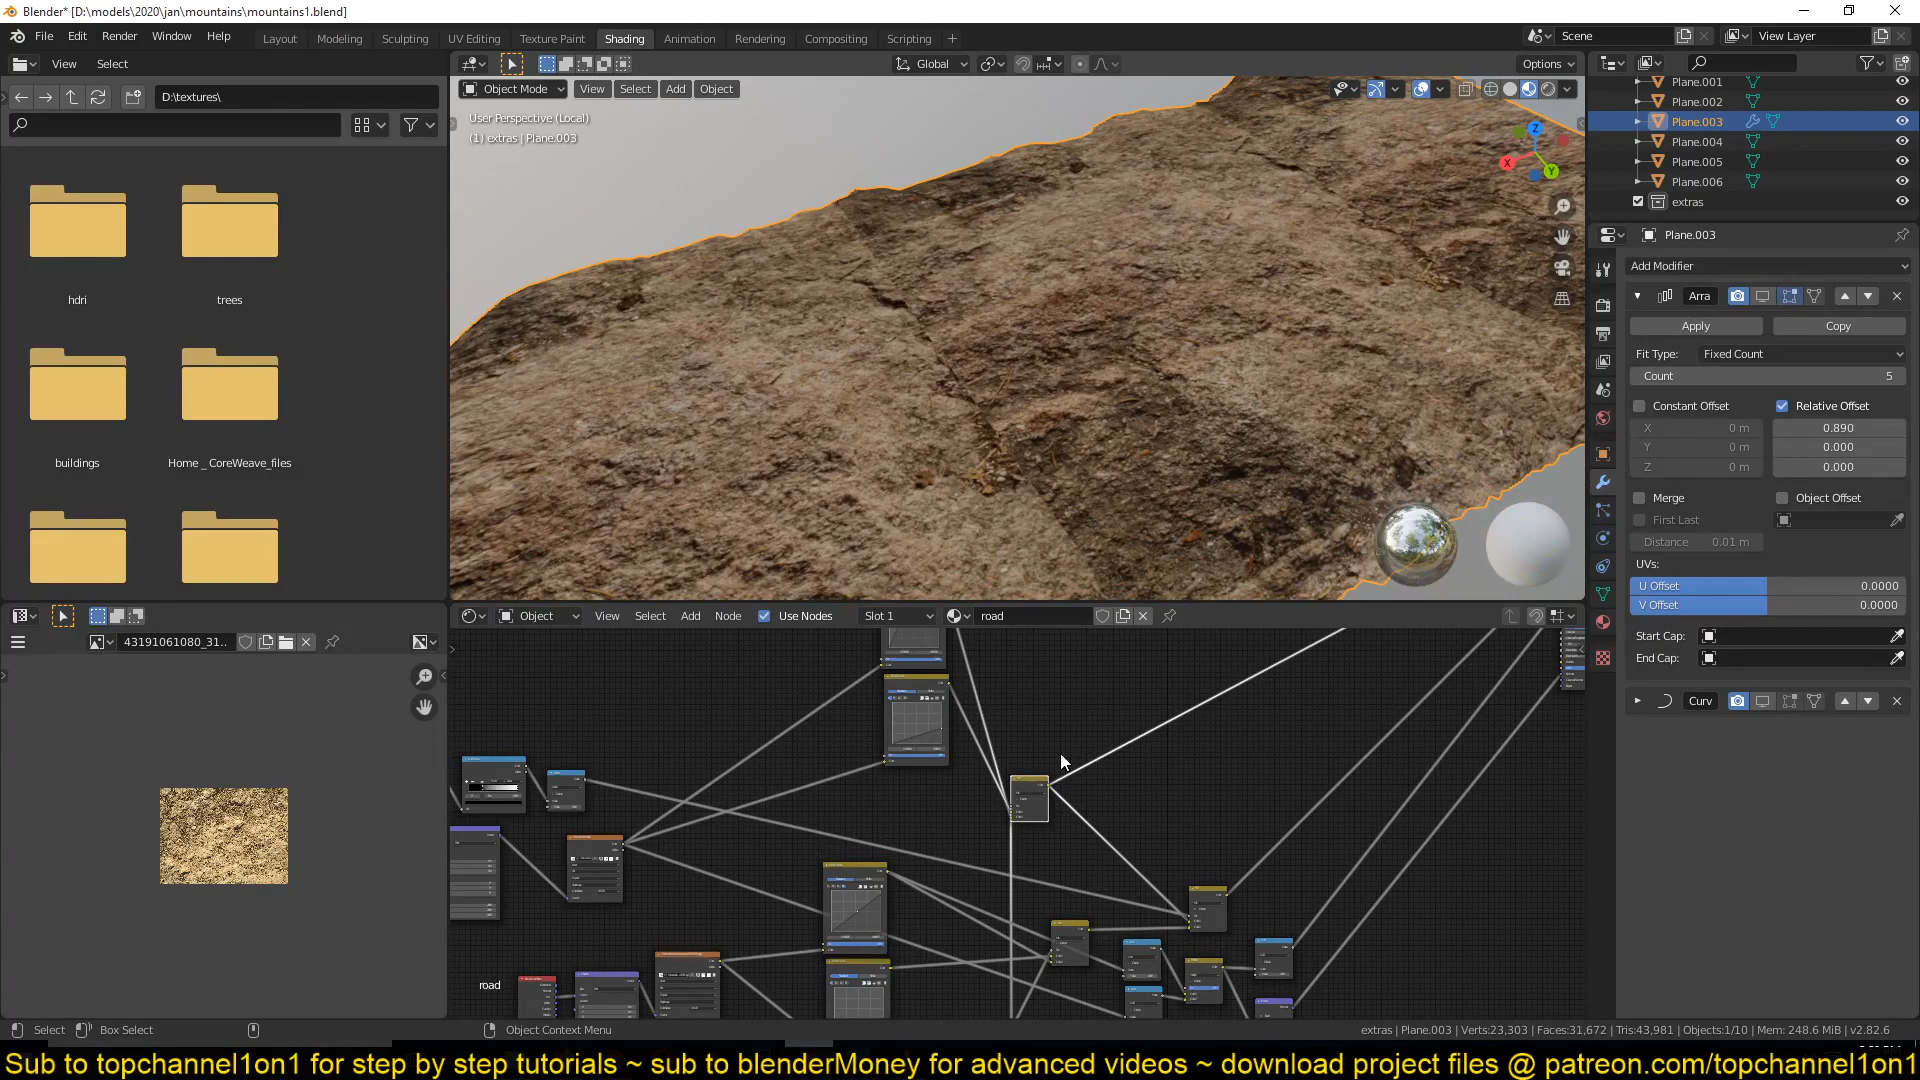 Blender* [D:\models\2020\jan\mountains\mountains1.blend]
File Edit Render Window Help
Layout Modeling Sculpting UV Editing Texture Paint Shading Animation Rendering Compositing Scripting +
Scene
View Layer
View Select
Global
Options
D:\textures\
Object Mode View Select Add Object
User Perspective (Local)
(1) extras | Plane.003
Z
X
Y
hdri
trees
buildings
Home _ CoreWeave_files
Plane.001
Plane.002
Plane.003
Plane.004
Plane.005
Plane.006
extras
Plane.003
Add Modifier
Arra
Apply
Copy
Fit Type: Fixed Count
Count 5
Constant Offset
Relative Offset
X 0 m 0.890
Y 0 m 0.000
Z 0 m 0.000
Merge
Object Offset
First Last
Distance 0.01 m
UVs:
U Offset 0.0000
V Offset 0.0000
Start Cap:
End Cap:
Curv
43191061080_31..
Object View Select Add Node Use Nodes Slot 1 road
road
Select Box Select Object Context Menu
extras | Plane.003 | Verts:23,303 | Faces:31,672 | Tris:43,981 | Objects:1/10 | Mem: 248.6 MiB | v2.82.6
Sub to topchannel1on1 for step by step tutorials ~ sub to blenderMoney for advanced videos ~ download project files @ patreon.com/topchannel1on1